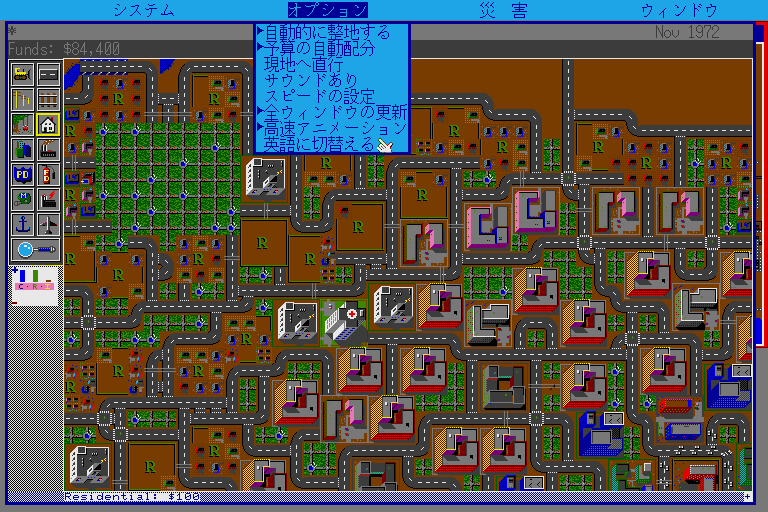 システム オプション 災 害 ウィンドウ
Nov 1972
Funds: $84,400
▶自動的に整地する
▶予算の自動配分
現地へ直行
サウンドあり
スピードの設定
▶全ウィンドウの更新
▶高速アニメーション
英語に切替える
R
R
R
R
R
R
R
R
R
R
R
R
PD
FD
C R I
Residential: $100